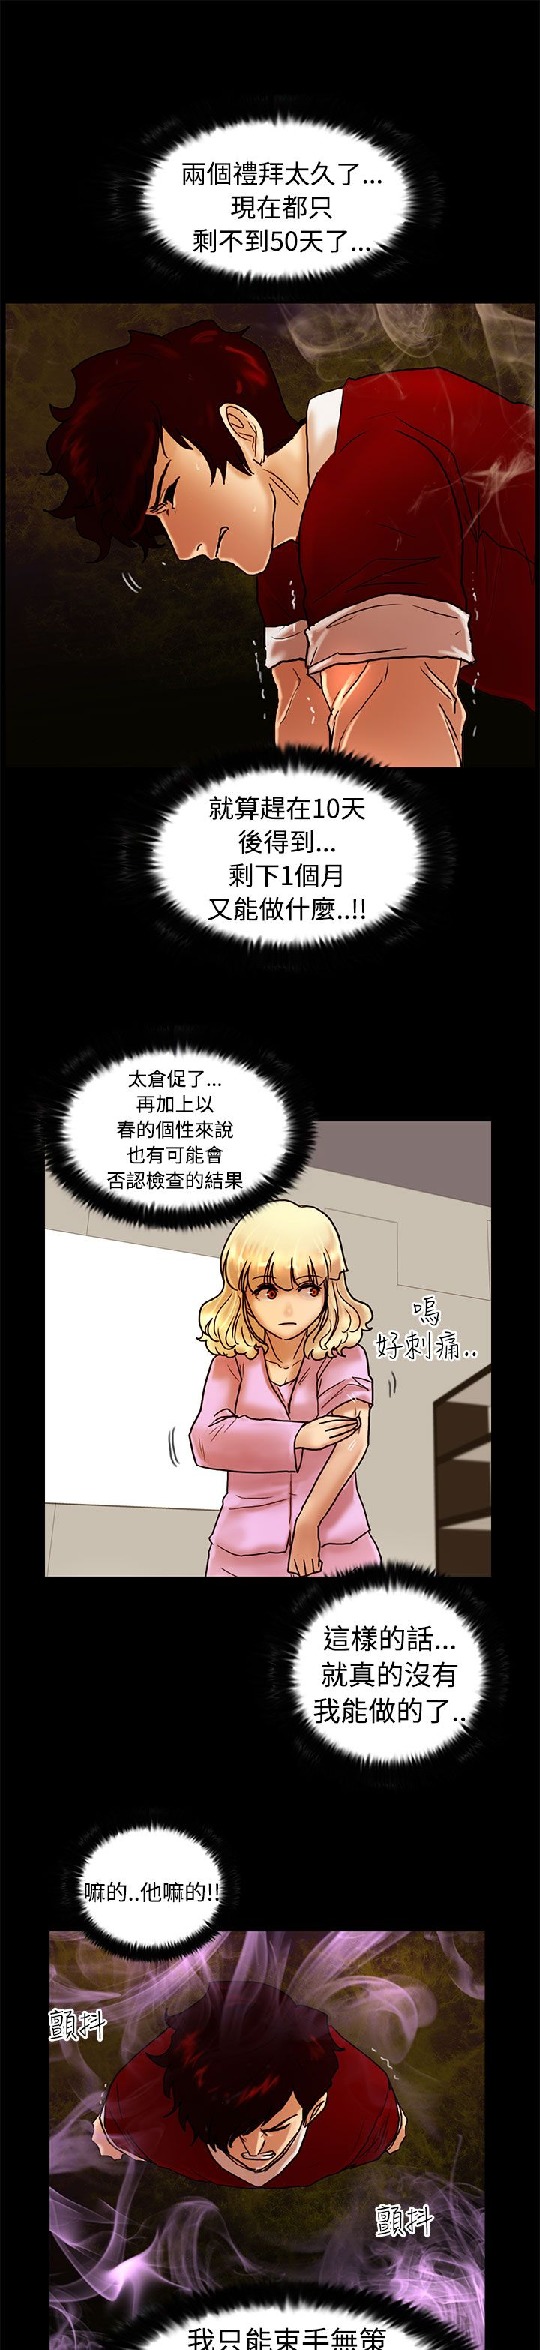 兩個禮拜太久了...
現在都只
剩不到50天了...
就算趕在10天
後得到...
剩下1個月
又能做什麼..!!
太倉促了...
再加上以
春的個性來說
也有可能會
否認檢查的結果
嗚
好刺痛..
這樣的話...
就真的沒有
我能做的了..
嘛的..他嘛的!!
顫抖
顫抖
我只能束手無策